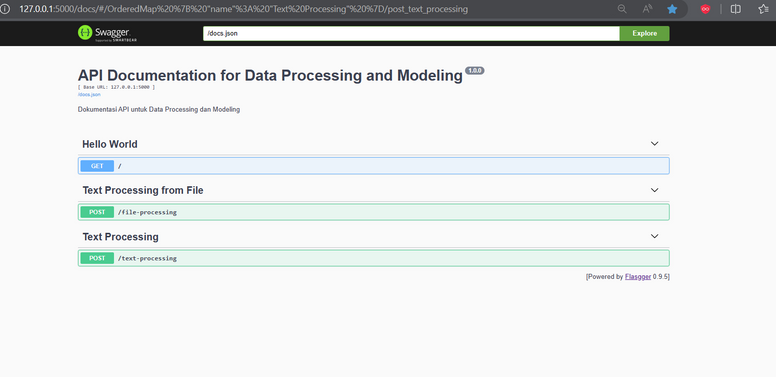 127.0.0.1:5000/docs/#/OrderedMap%20%7B%20"name"%3A%20"Text%20Processing"%20%7D/post_text_processing
Swagger
Supported by SMARTBEAR
/docs.json
Explore
API Documentation for Data Processing and Modeling 1.0.0
[ Base URL: 127.0.0.1:5000 ]
/docs.json
Dokumentasi API untuk Data Processing dan Modeling
Hello World
GET /
Text Processing from File
POST /file-processing
Text Processing
POST /text-processing
[Powered by Flasgger 0.9.5]